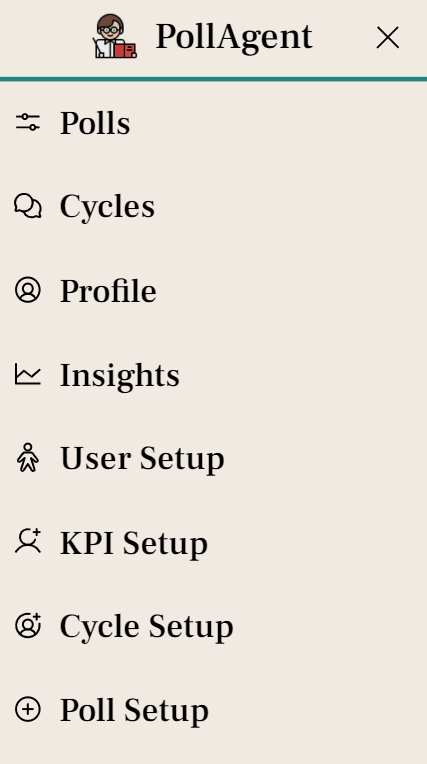 PollAgent
Polls
Cycles
Profile
Insights
User Setup
KPI Setup
Cycle Setup
Poll Setup